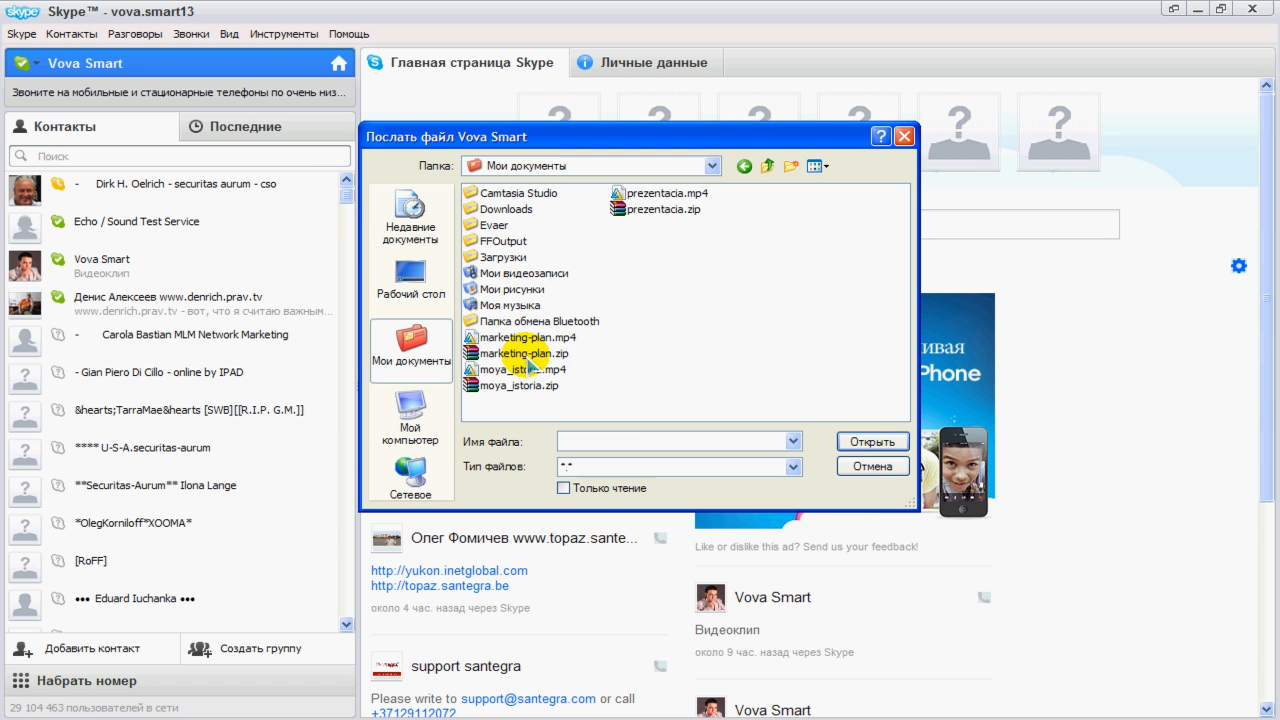 Skype™ - vova.smart13
Skype Контакты Разговоры Звонки Вид Инструменты Помощь
Vova Smart
Звоните на мобильные и стационарные телефоны по очень низ...
Контакты
Последние
Поиск
- Dirk H. Oelrich - securitas aurum - cso
Echo / Sound Test Service
Vova Smart
Видеоклип
Денис Алексеев www.denrich.prav.tv
www.denrich.prav.tv - вот, что я считаю важным...
- Carola Bastian MLM Network Marketing
- Gian Piero Di Cillo - online by IPAD
&hearts;TarraMae&hearts [SWB][[R.I.P. G.M.]]
**** U-S-A.securitas-aurum
**Securitas-Aurum** Ilona Lange
*OlegKorniloff*XOOMA*
[RoFF]
••• Eduard Iuchanka •••
Добавить контакт
Создать группу
Набрать номер
29 104 463 пользователей в сети
Главная страница Skype
Личные данные
Послать файл Vova Smart
Папка:
Мои документы
Недавние документы
Рабочий стол
Мои документы
Мой компьютер
Сетевое
Camtasia Studio
Downloads
Evaer
FFOutput
Загрузки
Мои видеозаписи
Мои рисунки
Моя музыка
Папка обмена Bluetooth
marketing-plan.mp4
marketing-plan.zip
moya_isto .mp4
moya_istoria.zip
prezentacia.mp4
prezentacia.zip
Имя файла:
Открыть
Тип файлов:
*.*
Отмена
Только чтение
ивая
Phone
Like or dislike this ad? Send us your feedback!
Олег Фомичев www.topaz.sante...
http://yukon.inetglobal.com
http://topaz.santegra.be
около 4 час. назад через Skype
support santegra
Please write to support@santegra.com or call
+37129112072
Vova Smart
Видеоклип
около 9 час. назад через Skype
Vova Smart